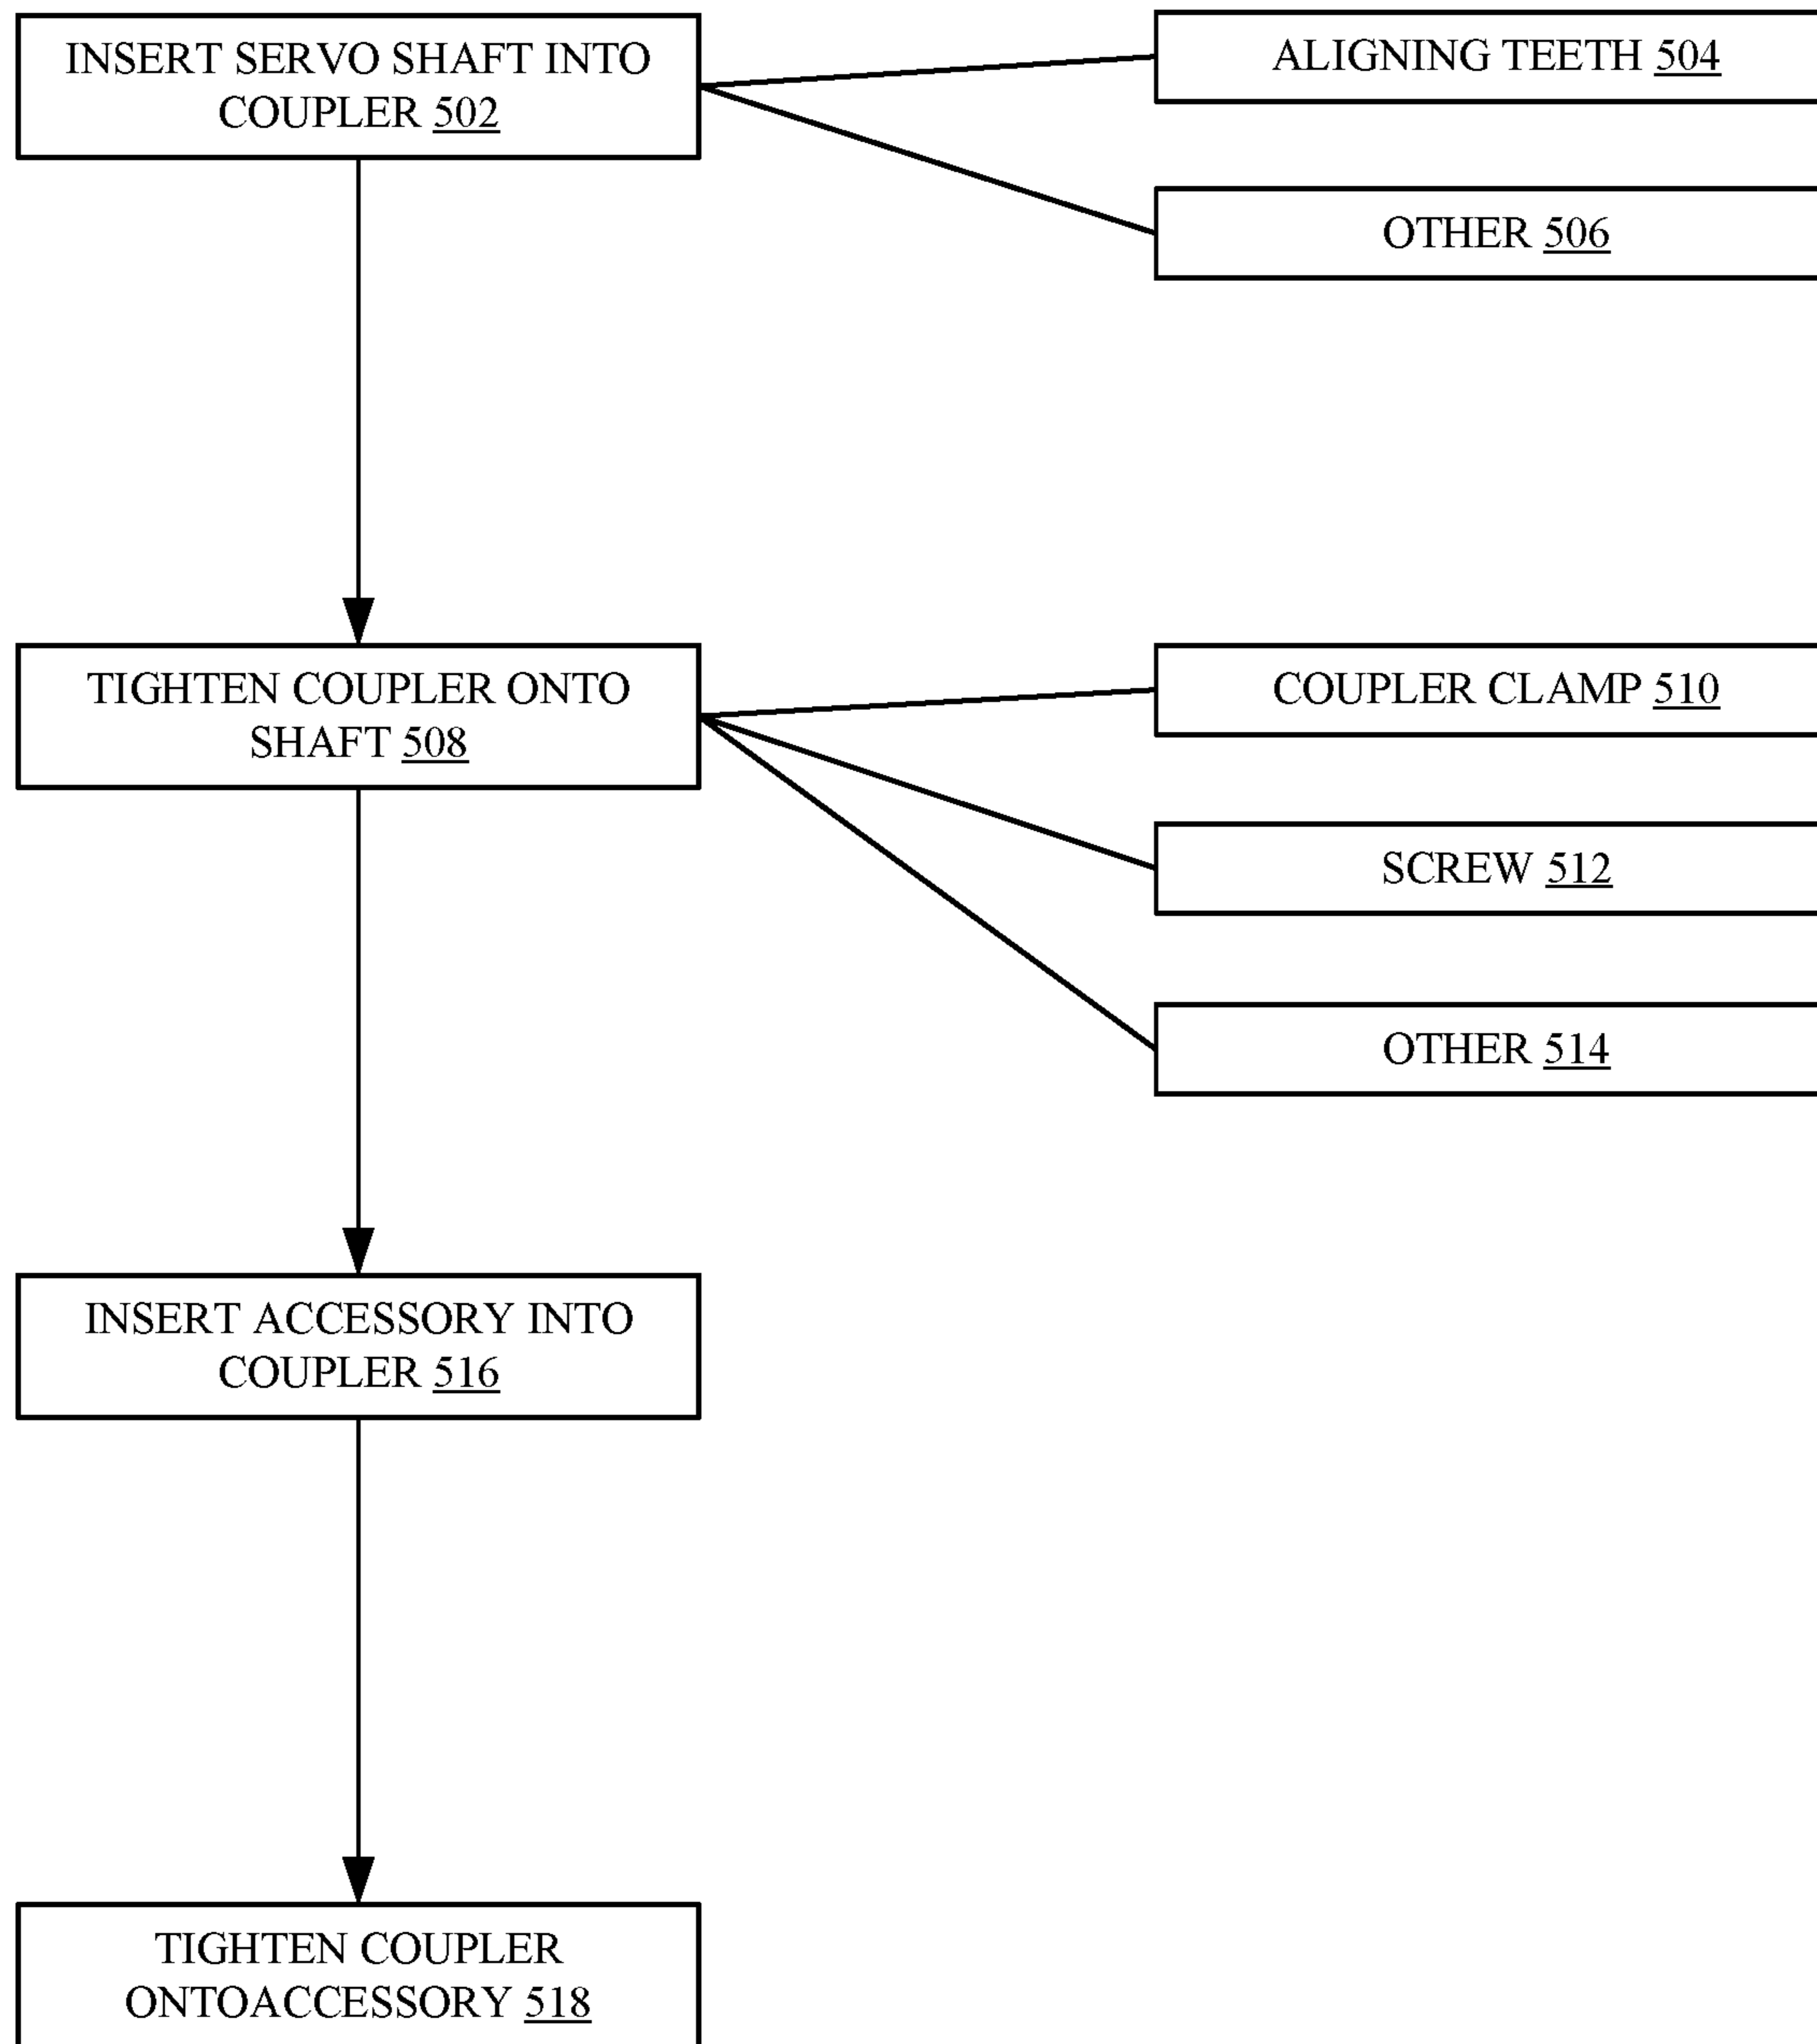 INSERT SERVO SHAFT INTO
COUPLER 502
ALIGNING TEETH 504
OTHER 506
TIGHTEN COUPLER ONTO
SHAFT 508
COUPLER CLAMP 510
SCREW 512
OTHER 514
INSERT ACCESSORY INTO
COUPLER 516
TIGHTEN COUPLER
ONTOACCESSORY 518